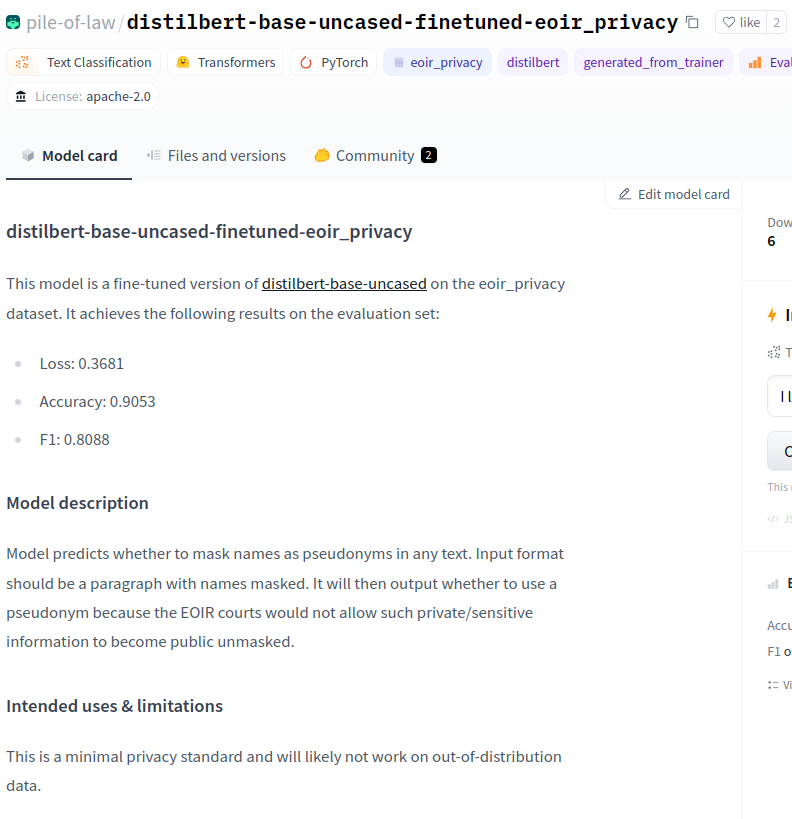 pile-of-law/distilbert-base-uncased-finetuned-eoir_privacy like 2
Text Classification Transformers PyTorch eoir_privacy distilbert generated_from_trainer
License: apache-2.0
Model card Files and versions Community 2
Edit model card
distilbert-base-uncased-finetuned-eoir_privacy
This model is a fine-tuned version of distilbert-base-uncased on the eoir_privacy
dataset. It achieves the following results on the evaluation set:
Loss: 0.3681
Accuracy: 0.9053
F1: 0.8088
Model description
Model predicts whether to mask names as pseudonyms in any text. Input format
should be a paragraph with names masked. It will then output whether to use a
pseudonym because the EOIR courts would not allow such private/sensitive
information to become public unmasked.
Intended uses & limitations
This is a minimal privacy standard and will likely not work on out-of-distribution
data.
6
This
F1